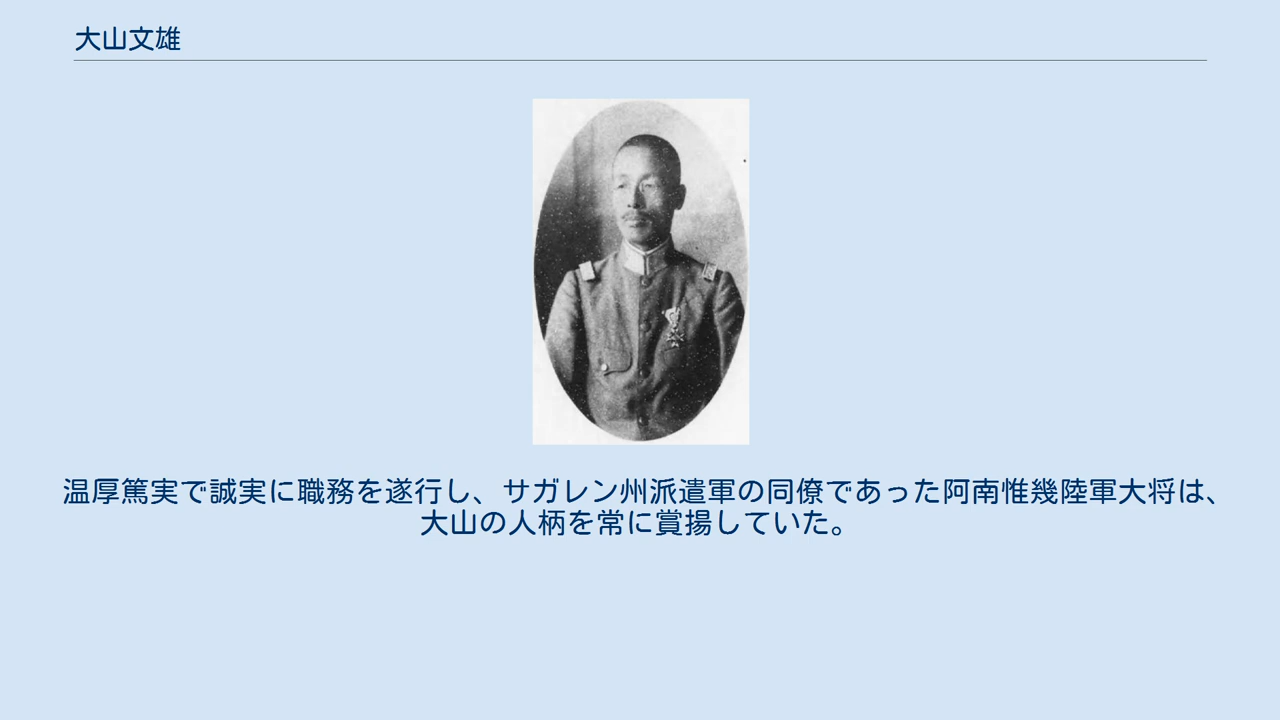 大山文雄
温厚篤実で誠実に職務を遂行し、サガレン州派遣軍の同僚であった阿南惟幾陸軍大将は、
大山の人柄を常に賞揚していた。